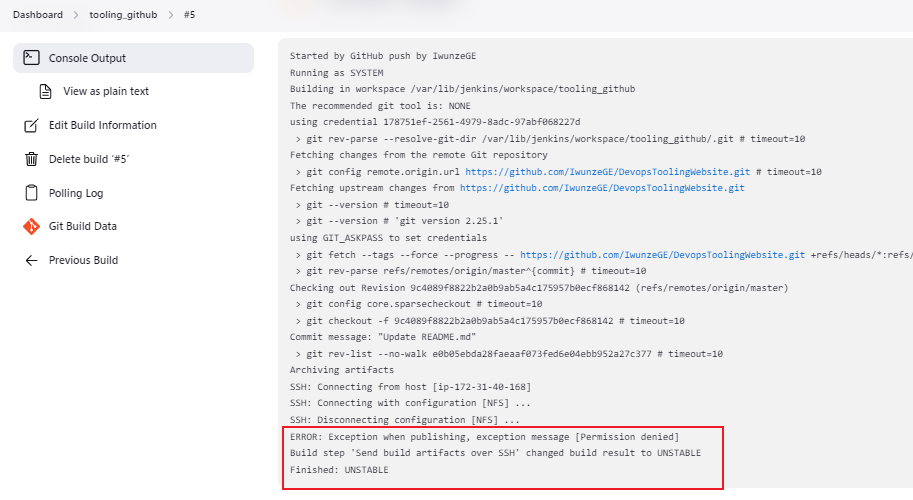 Dashboard > tooling_github > #5
Console Output
View as plain text
Edit Build Information
Delete build '#5'
Polling Log
Git Build Data
Previous Build
Started by GitHub push by IwunzeGE
Running as SYSTEM
Building in workspace /var/lib/jenkins/workspace/tooling_github
The recommended git tool is: NONE
using credential 178751ef-2561-4979-8adc-97abf068227d
> git rev-parse --resolve-git-dir /var/lib/jenkins/workspace/tooling_github/.git # timeout=10
Fetching changes from the remote Git repository
> git config remote.origin.url https://github.com/IwunzeGE/DevopsToolingWebsite.git # timeout=10
Fetching upstream changes from https://github.com/IwunzeGE/DevopsToolingWebsite.git
> git --version # timeout=10
> git --version # 'git version 2.25.1'
using GIT_ASKPASS to set credentials
> git fetch --tags --force --progress -- https://github.com/IwunzeGE/DevopsToolingWebsite.git +refs/heads/*:refs/
> git rev-parse refs/remotes/origin/master^{commit} # timeout=10
Checking out Revision 9c4089f8822b2a0b9ab5a4c175957b0ecf868142 (refs/remotes/origin/master)
> git config core.sparsecheckout # timeout=10
> git checkout -f 9c4089f8822b2a0b9ab5a4c175957b0ecf868142 # timeout=10
Commit message: "Update README.md"
> git rev-list --no-walk e0b05ebda28faeaaf073fed6e04ebb952a27c377 # timeout=10
Archiving artifacts
SSH: Connecting from host [ip-172-31-40-168]
SSH: Connecting with configuration [NFS] ...
SSH: Disconnecting configuration [NFS] ...
ERROR: Exception when publishing, exception message [Permission denied]
Build step 'Send build artifacts over SSH' changed build result to UNSTABLE
Finished: UNSTABLE